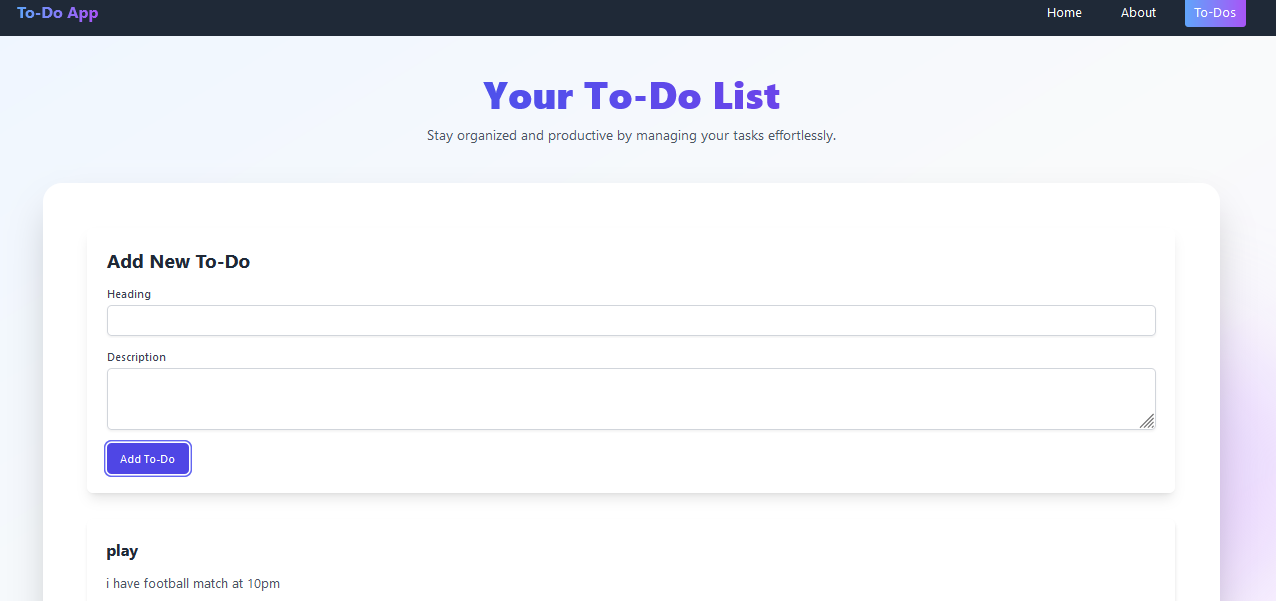 To-Do App Home About To-Dos
Your To-Do List
Stay organized and productive by managing your tasks effortlessly.
Add New To-Do
Heading
Description
Add To-Do
play
i have football match at 10pm